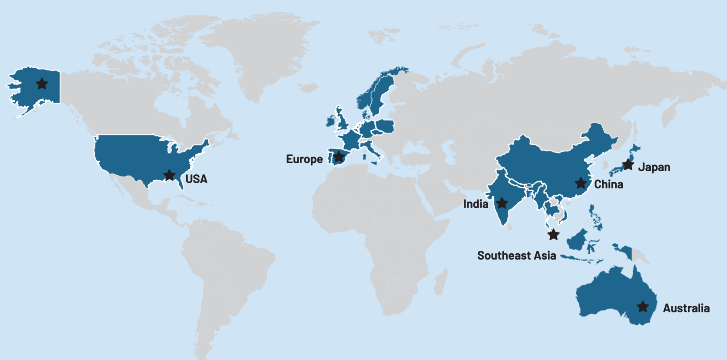 Europe
USA
Japan
China
India
Southeast Asia
Australia